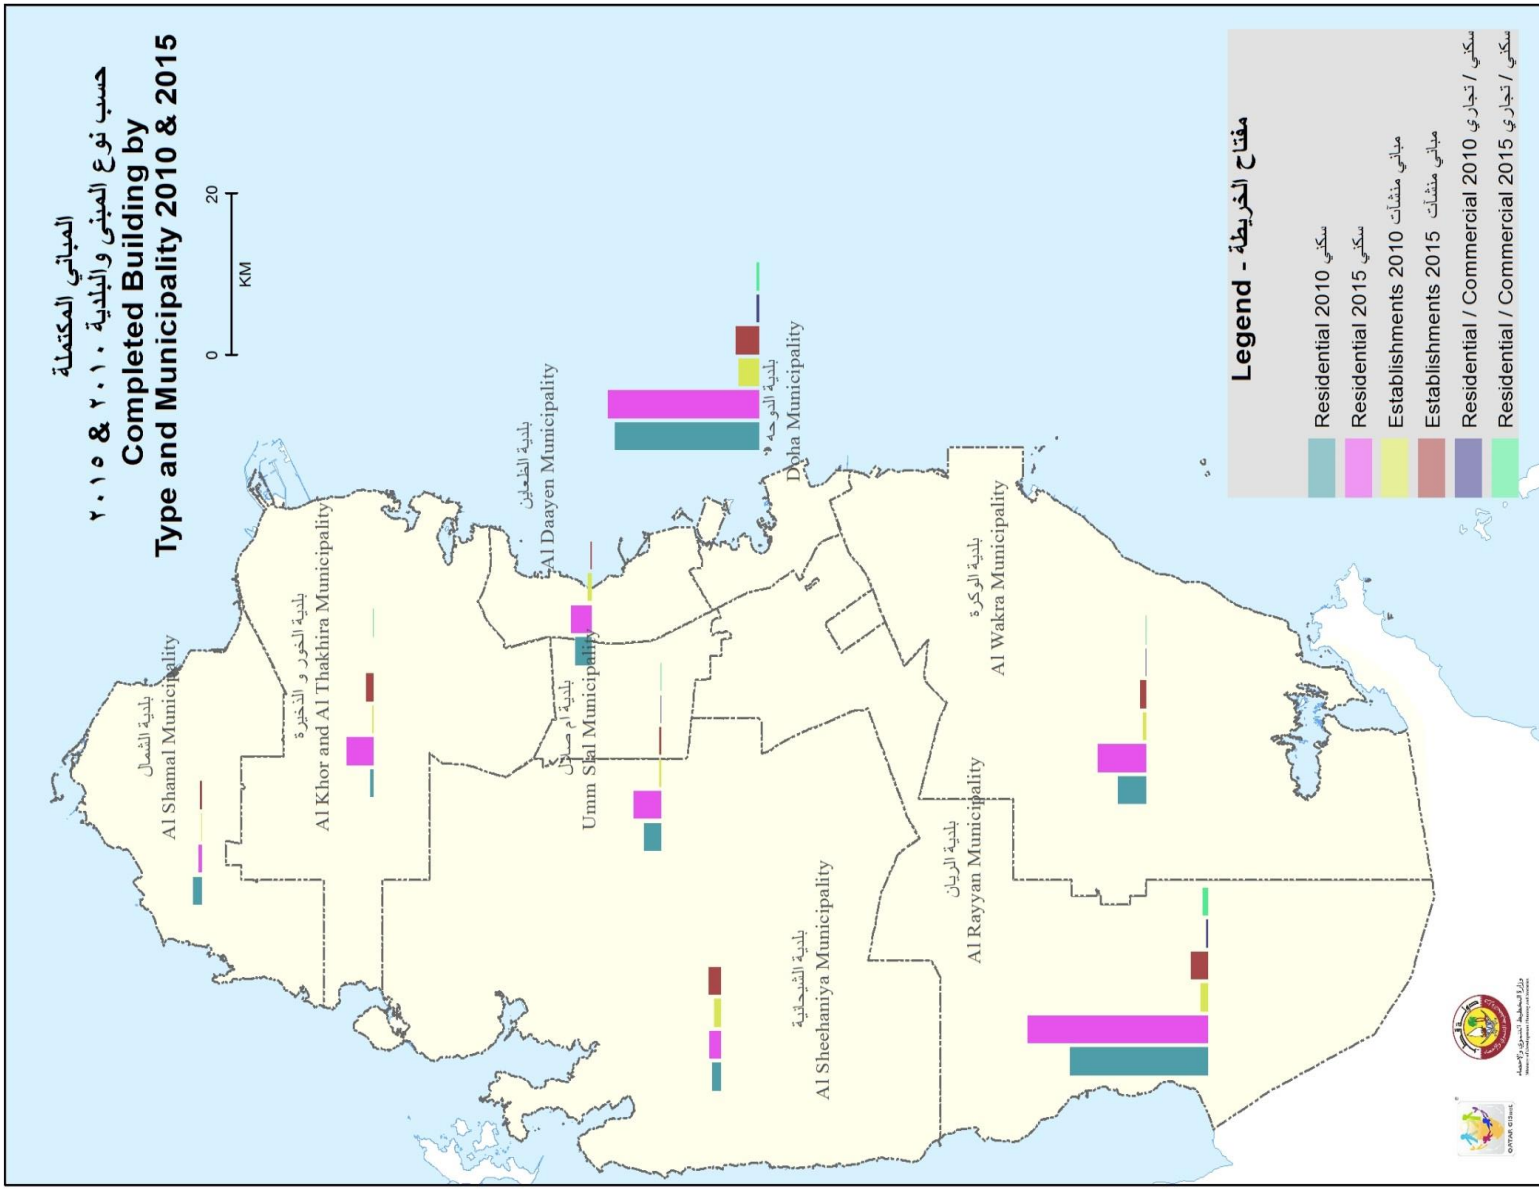 المباني المكتملة
حسب نوع المبنى والبلدية ٢٠١٠ & ٢٠١٥
Completed Building by
Type and Municipality 2010 & 2015
0 20
KM
بلدية الشمال
Al Shamal Municipality
بلدية الخور و الذخيرة
Al Khor and Al Thakhira Municipality
بلدية الظعاين
Al Daayen Municipality
بلدية ام صلال
Umm Slal Municipality
بلدية الدوحه
Doha Municipality
بلدية الشيحانية
Al Sheehaniya Municipality
بلدية الريان
Al Rayyan Municipality
بلدية الوكرة
Al Wakra Municipality
Legend - مفتاح الخريطة
Residential 2010 سكني
Residential 2015 سكني
Establishments 2010 مباني منشآت
Establishments 2015 مباني منشآت
Residential / Commercial 2010 سكني / تجاري
Residential / Commercial 2015 سكني / تجاري